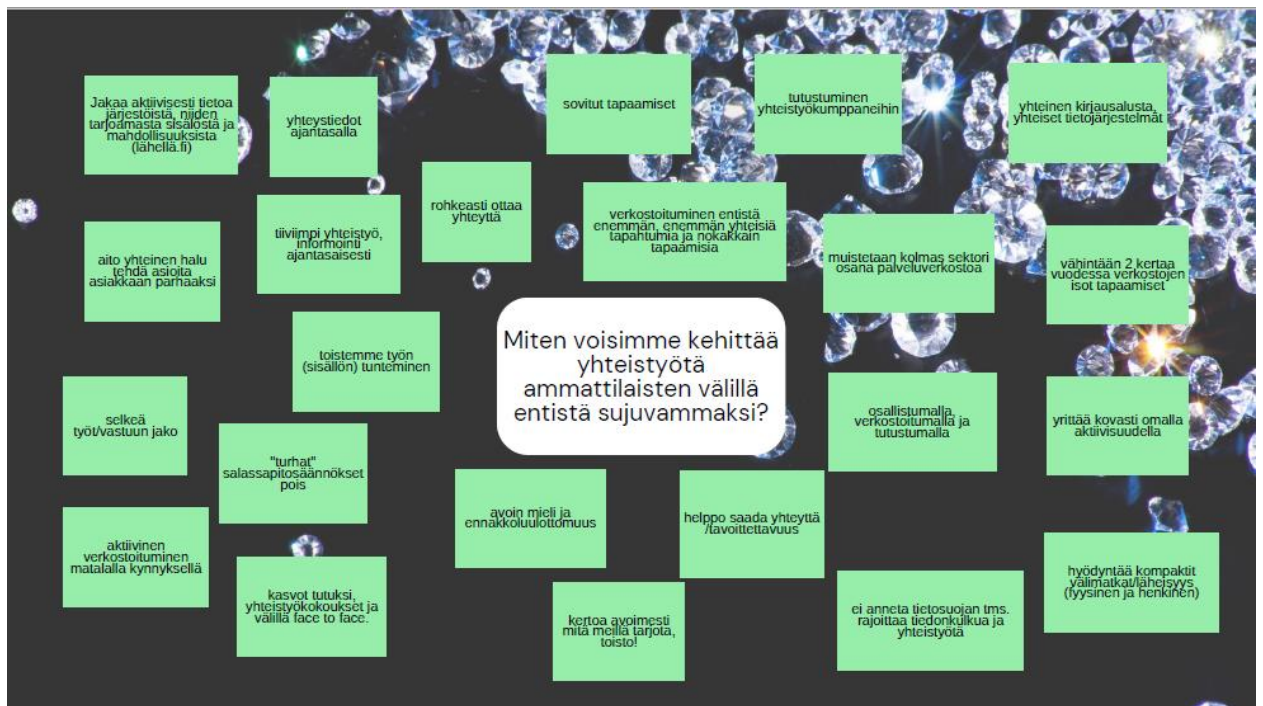 Jakaa aktiivisesti tietoa
järjestöistä, niiden
tarjoamasta sisälöstä ja
mahdollisuuksista
(lähellä.fi)
yhteystiedot
ajantasalla
sovitut tapaamiset
tutustuminen
yhteistyökumppaneihin
yhteinen kirjausalusta,
yhteiset tietojärjestelmät
rohkeasti ottaa
yhteyttä
tiiviimpi yhteistyö,
informointi
ajantasaisesti
verkostoituminen entistä
enemmän, enemmän yhteisiä
tapahtumia ja nokakkain
tapaamisia
aito yhteinen halu
tehdä asioita
asiakkaan parhaaksi
muistetaan kolmas sektori
osana palveluverkostoa
vähintään 2 kertaa
vuodessa verkostojen
isot tapaamiset
toistemme työn
(sisällön) tunteminen
Miten voisimme kehittää
yhteistyötä
ammattilaisten välillä
entistä sujuvammaksi?
selkeä
työt/vastuun jako
osallistumalla,
verkostoitumalla ja
tutustumalla
yrittää kovasti omalla
aktiivisuudella
"turhat"
salassapitosäännökset
pois
avoin mieli ja
ennakkoluulottomuus
helppo saada yhteyttä
/tavoitettavuus
aktiivinen
verkostoituminen
matalalla kynnyksellä
kasvot tutuksi,
yhteistyökokoukset ja
välillä face to face.
kertoa avoimesti
mitä meillä tarjota,
toisto!
ei anneta tietosuojan tms.
rajoittaa tiedonkulkua ja
yhteistyötä
hyödyntää kompaktit
välimatkat/läheisyys
(fyysinen ja henkinen)